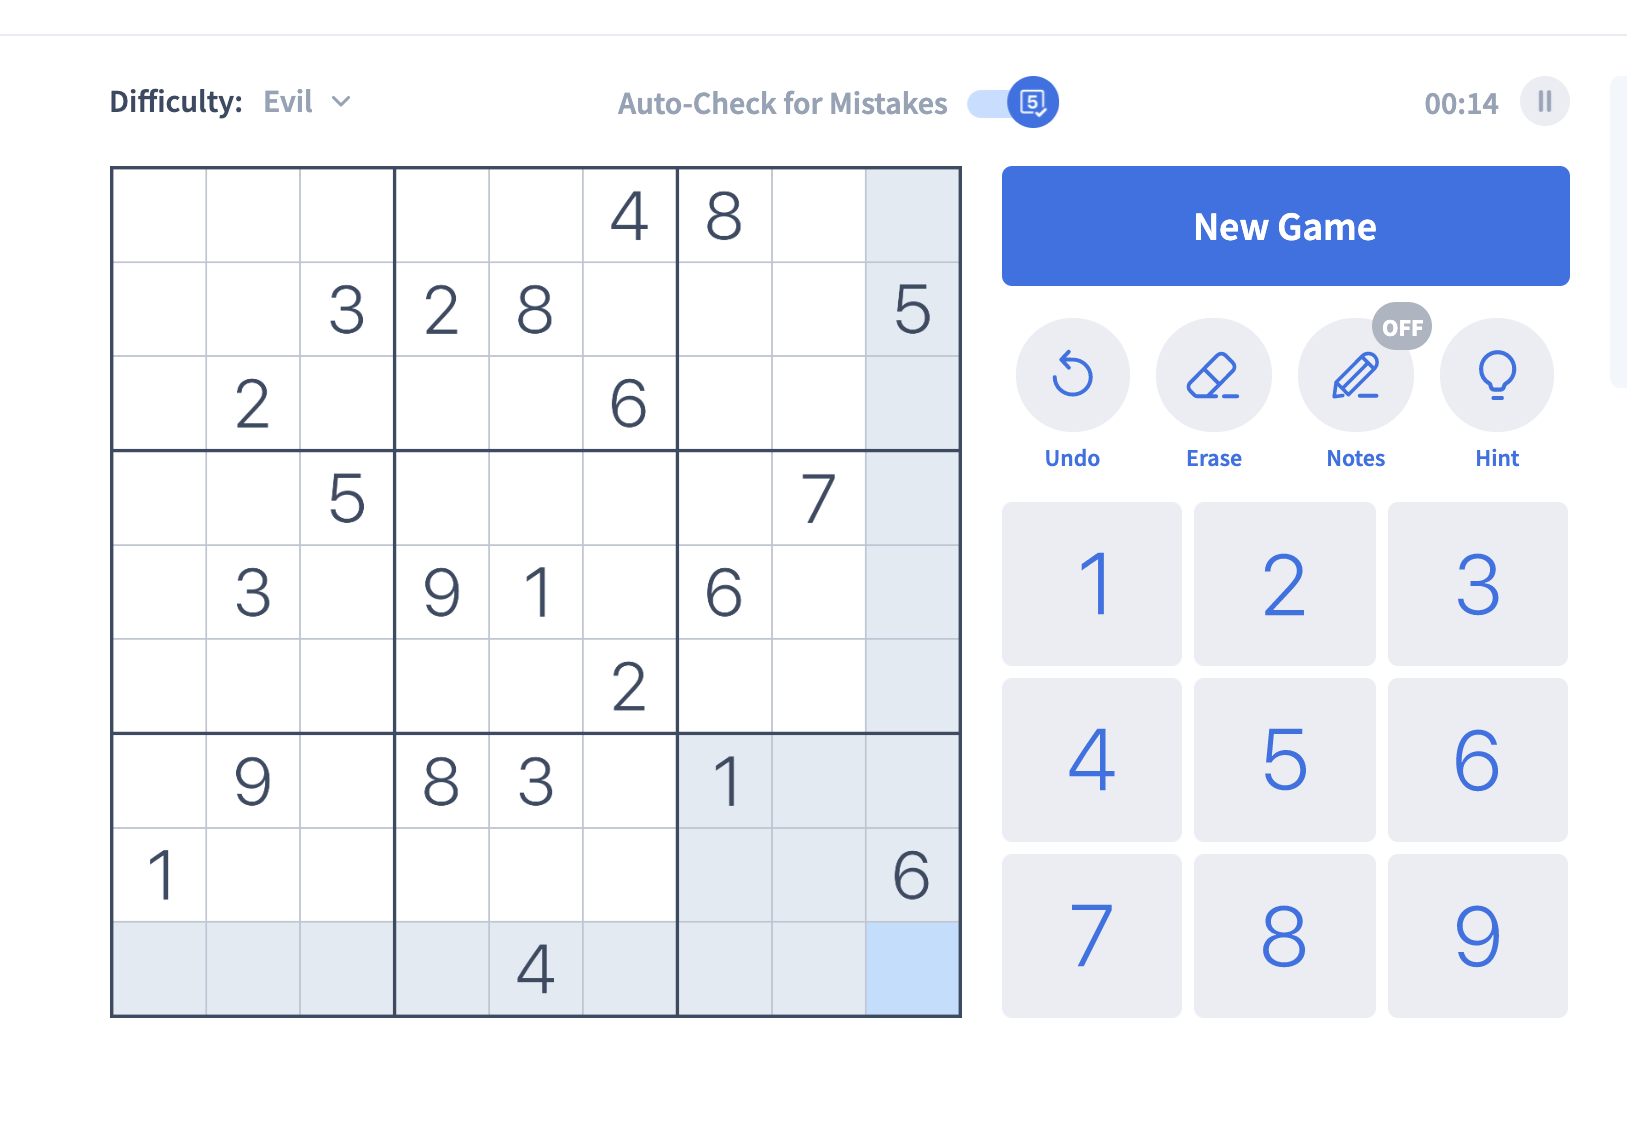 Difficulty: Evil
Auto-Check for Mistakes
5
00:14
4 8
3 2 8 5
2 6
5 7
3 9 1 6
2
9 8 3 1
1 6
4
New Game
OFF
Undo Erase Notes Hint
1 2 3
4 5 6
7 8 9